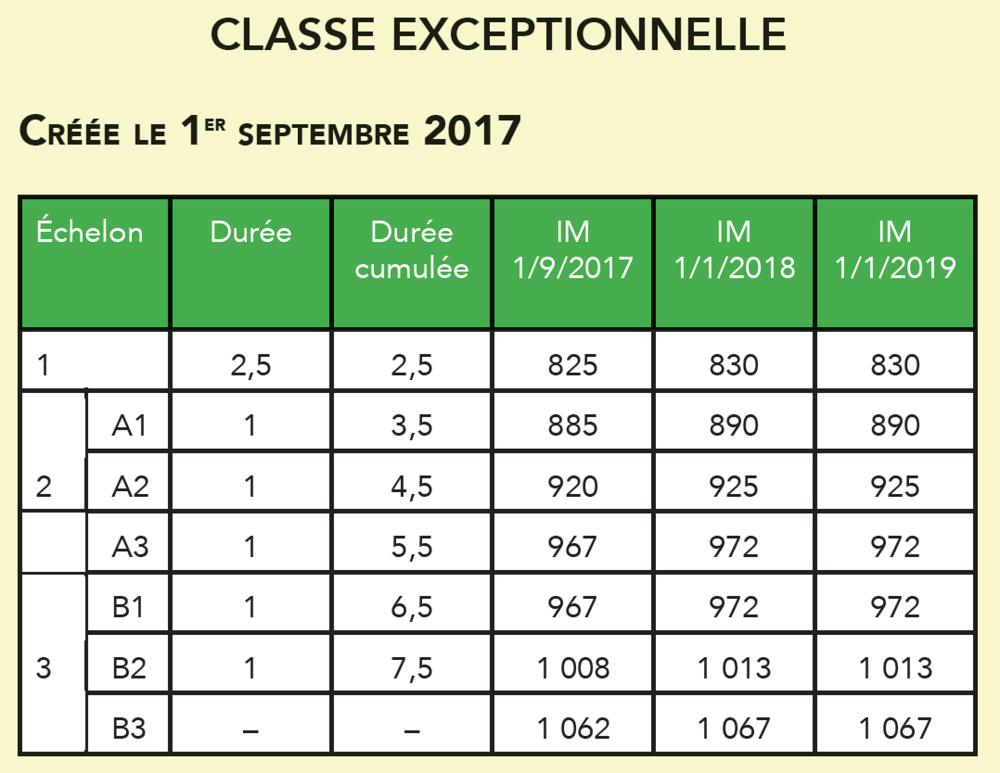 CLASSE EXCEPTIONNELLE
Créée le 1er septembre 2017
Échelon Durée Durée cumulée IM 1/9/2017 IM 1/1/2018 IM 1/1/2019
1 2,5 2,5 825 830 830
A1 1 3,5 885 890 890
2 A2 1 4,5 920 925 925
A3 1 5,5 967 972 972
B1 1 6,5 967 972 972
3 B2 1 7,5 1 008 1 013 1 013
B3 – – 1 062 1 067 1 067